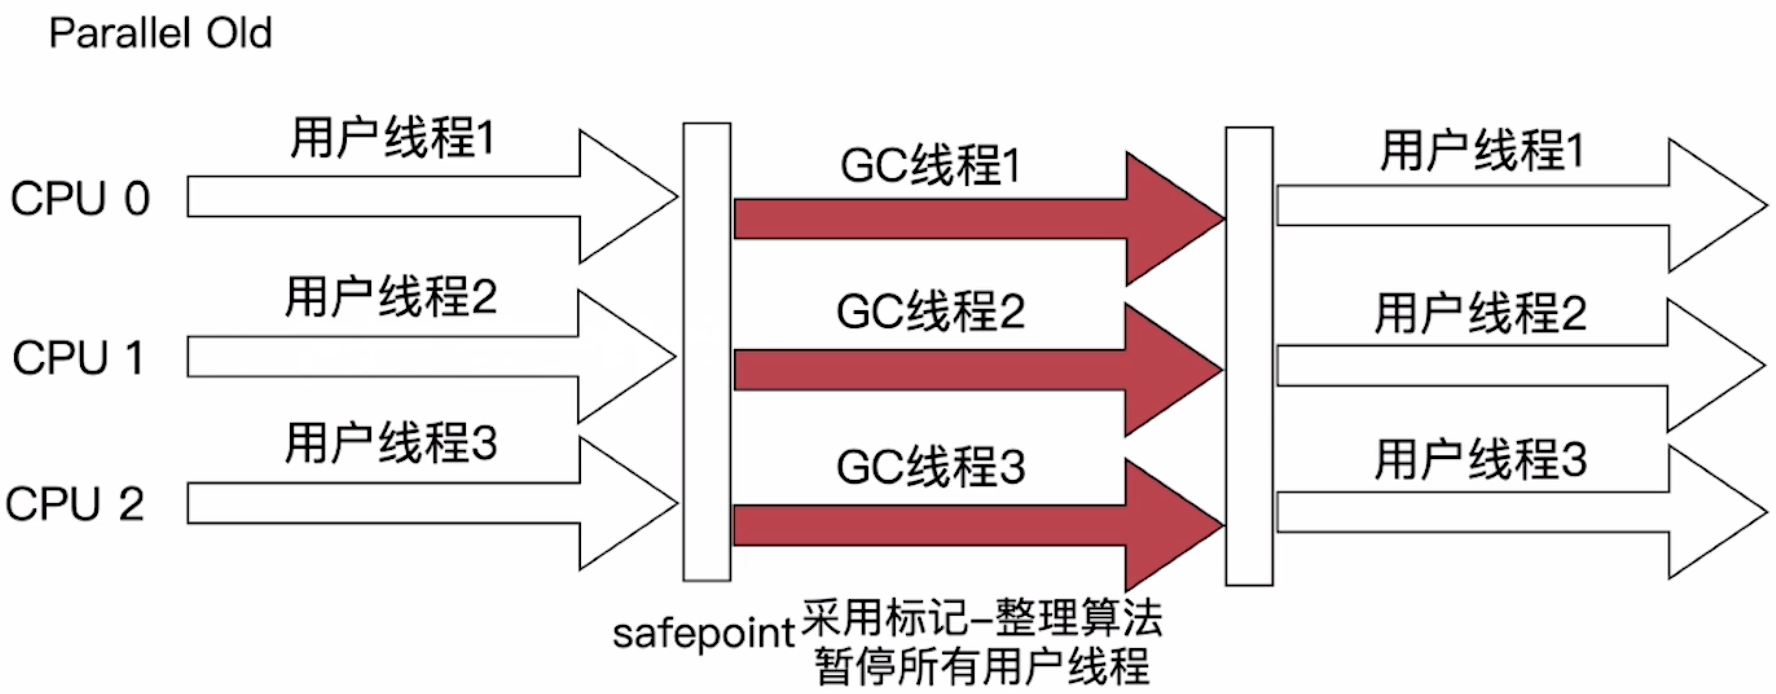 Parallel Old
用户线程1
GC线程1
用户线程1
CPU 0
用户线程2
GC线程2
用户线程2
CPU 1
用户线程3
GC线程3
用户线程3
CPU 2
safepoint
采用标记-整理算法
暂停所有用户线程